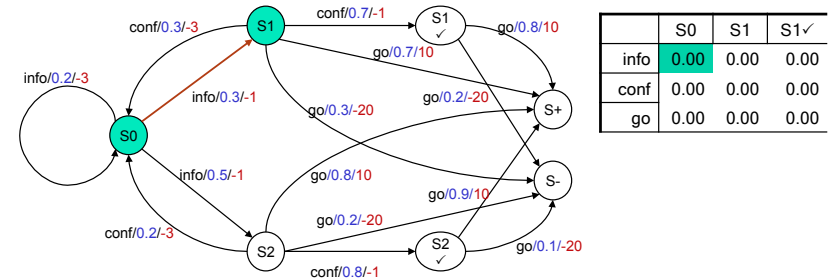 conf/0.3/-3
S1
conf/0.7/-1
S1
✓
go/0.8/10
go/0.7/10
info/0.2/-3
info/0.3/-1
go/0.3/-20
go/0.2/-20
S+
S0
info/0.5/-1
go/0.8/10
go/0.9/10
S-
go/0.2/-20
conf/0.2/-3
S2
S2
✓
go/0.1/-20
conf/0.8/-1
S0 S1 S1✓
info 0.00 0.00 0.00
conf 0.00 0.00 0.00
go 0.00 0.00 0.00